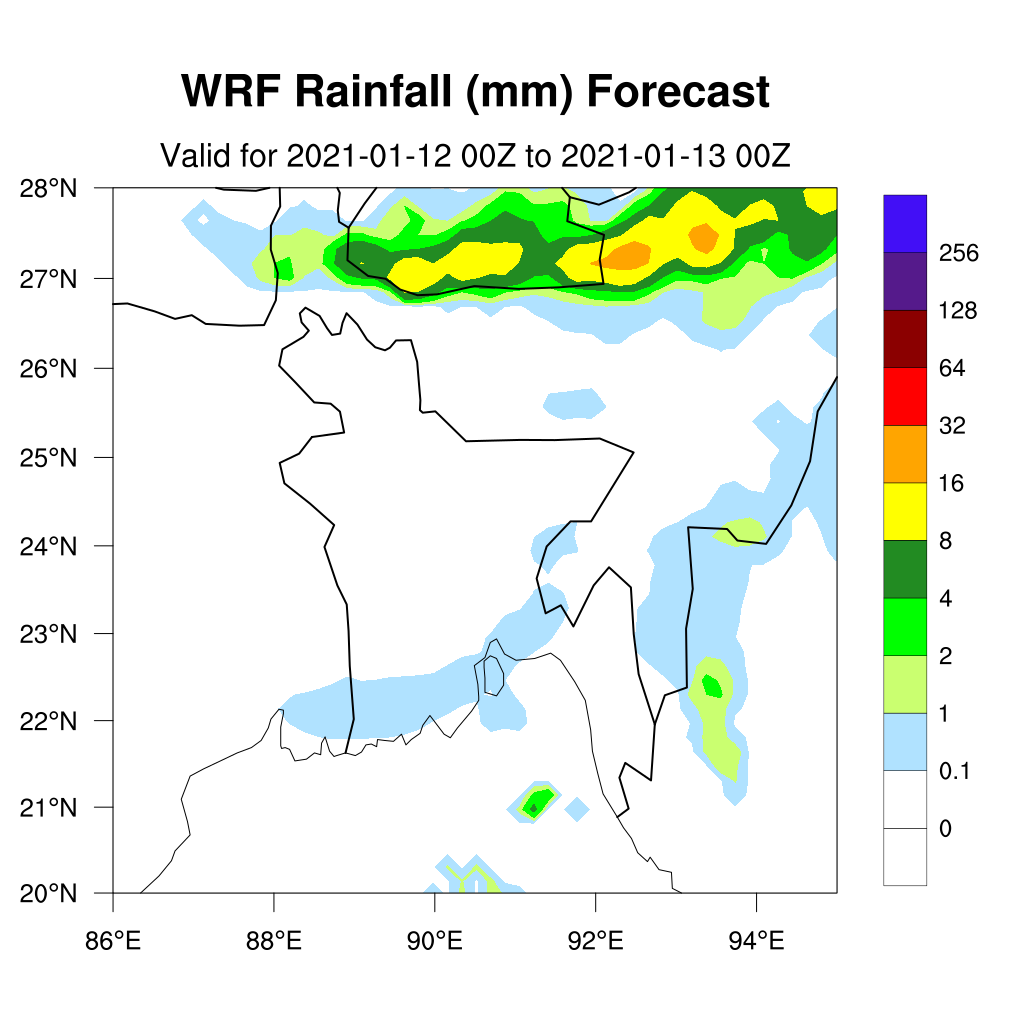 WRF Rainfall (mm) Forecast
Valid for 2021-01-12 00Z to 2021-01-13 00Z
28°N
27°N
26°N
25°N
24°N
23°N
22°N
21°N
20°N
86°E 88°E 90°E 92°E 94°E
256
128
64
32
16
8
4
2
1
0.1
0